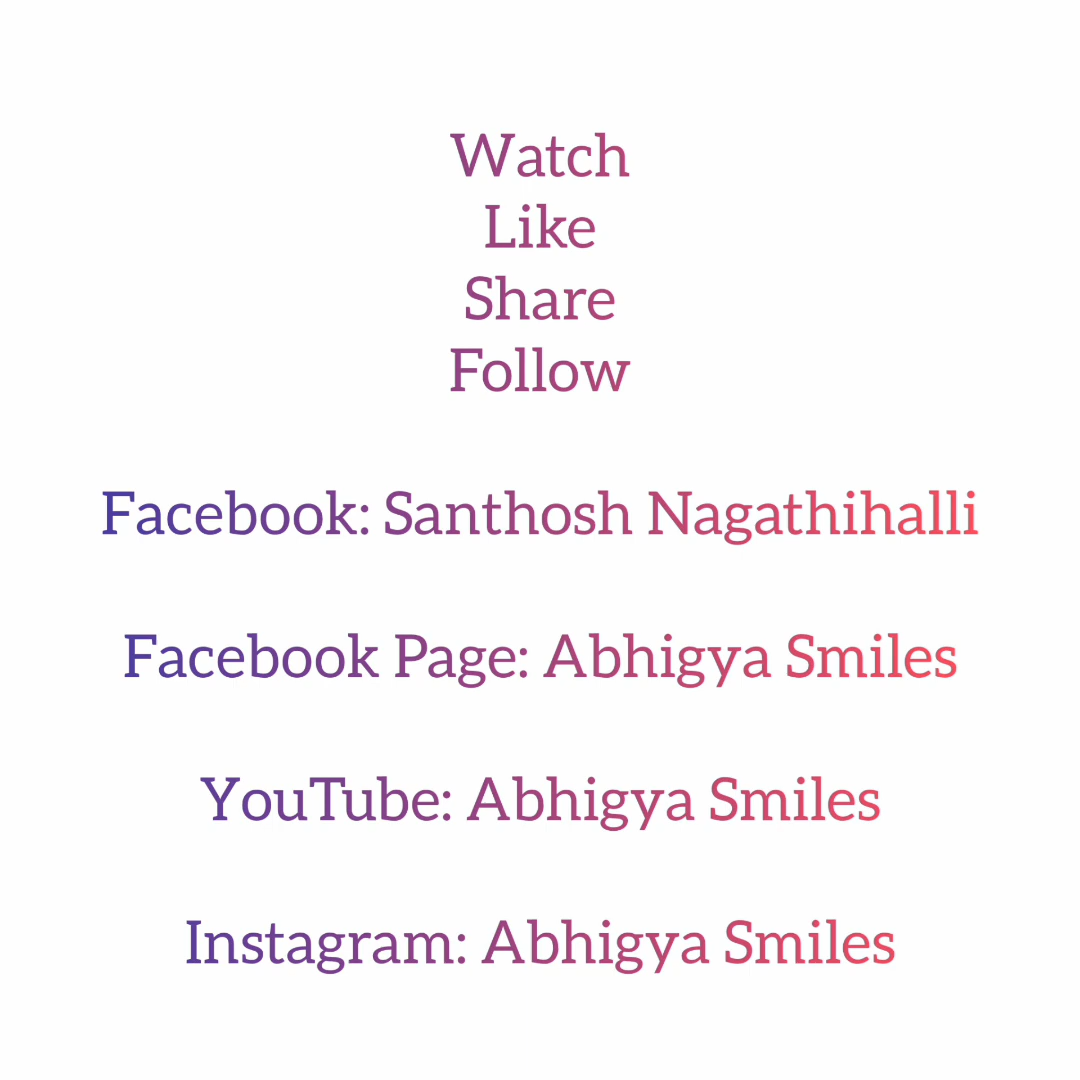 Watch
Like
Share
Follow
Facebook: Santhosh Nagathihalli
Facebook Page: Abhigya Smiles
YouTube: Abhigya Smiles
Instagram: Abhigya Smiles